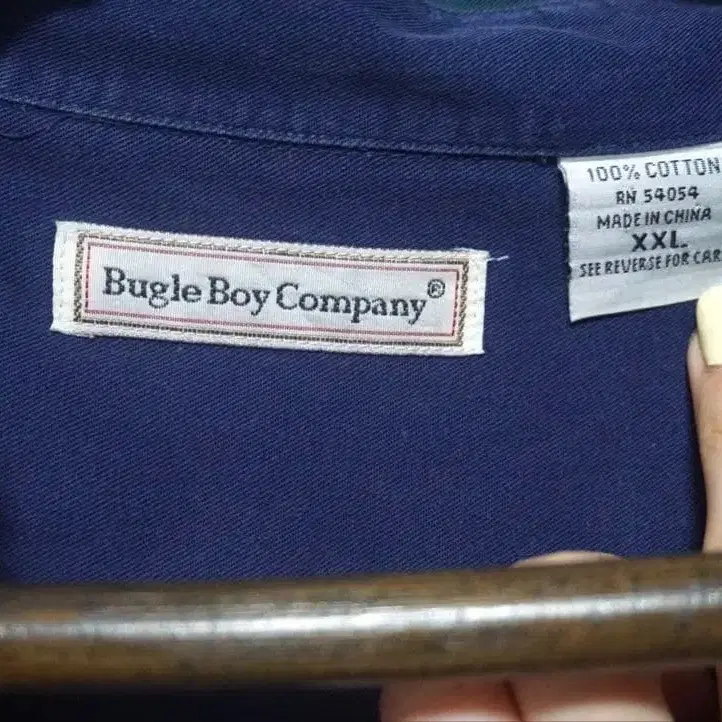 Bugle Boy Company®
100% COTTON
RN 54054
MADE IN CHINA
XXL
SEE REVERSE FOR CAR